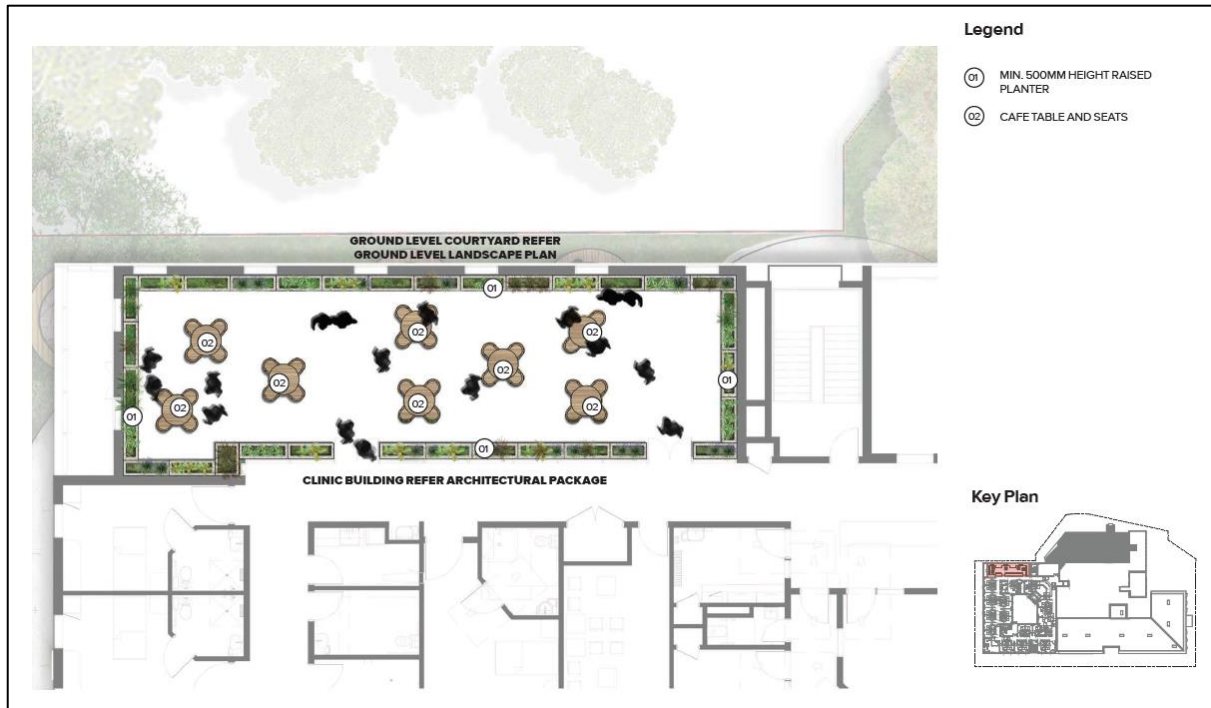 Legend
01 MIN. 500MM HEIGHT RAISED
PLANTER
02 CAFE TABLE AND SEATS
GROUND LEVEL COURTYARD REFER
GROUND LEVEL LANDSCAPE PLAN
01
02
02
02
02
02
01
02
02
02
01
01
CLINIC BUILDING REFER ARCHITECTURAL PACKAGE
Key Plan